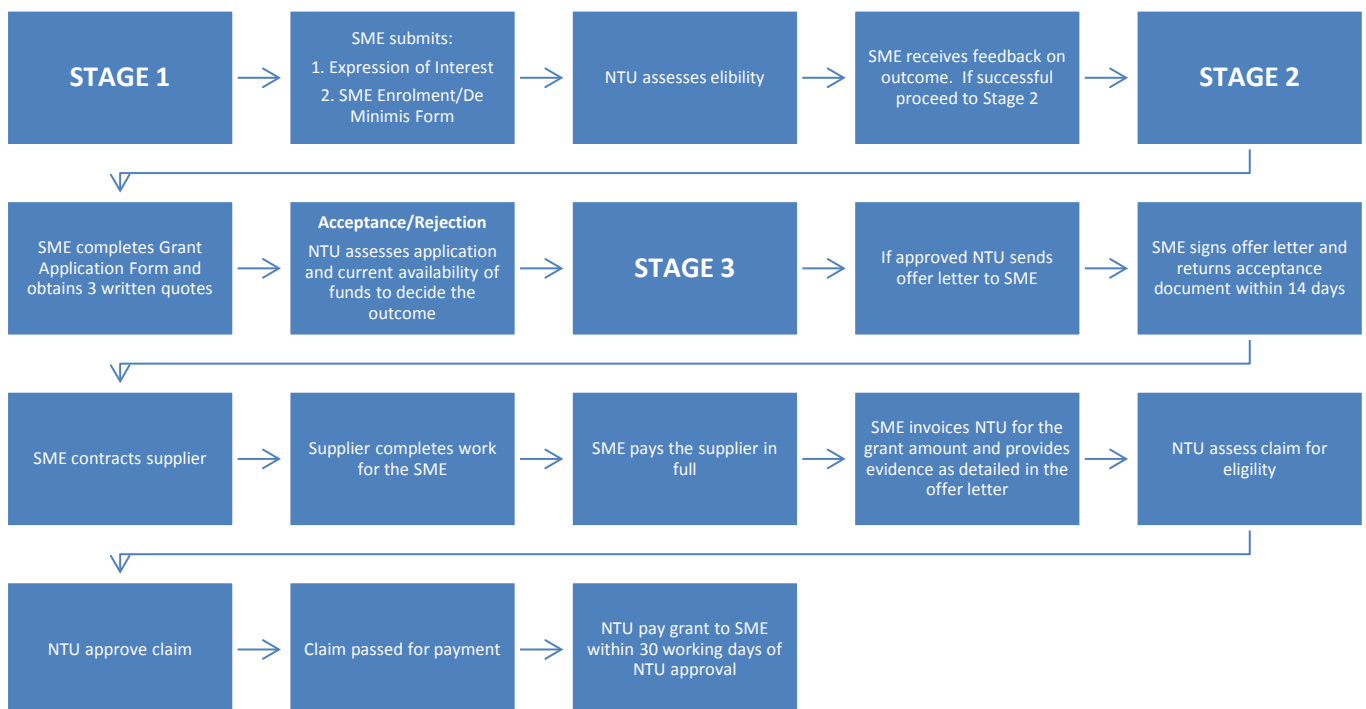 STAGE 1
SME submits:
1. Expression of Interest
2. SME Enrolment/De
Minimis Form
NTU assesses elibility
SME receives feedback on
outcome.  If successful
proceed to Stage 2
STAGE 2
SME completes Grant
Application Form and
obtains 3 written quotes
Acceptance/Rejection
NTU assesses application
and current availability of
funds to decide the
outcome
STAGE 3
If approved NTU sends
offer letter to SME
SME signs offer letter and
returns acceptance
document within 14 days
SME contracts supplier
Supplier completes work
for the SME
SME pays the supplier in
full
SME invoices NTU for the
grant amount and provides
evidence as detailed in the
offer letter
NTU assess claim for
eligility
NTU approve claim
Claim passed for payment
NTU pay grant to SME
within 30 working days of
NTU approval